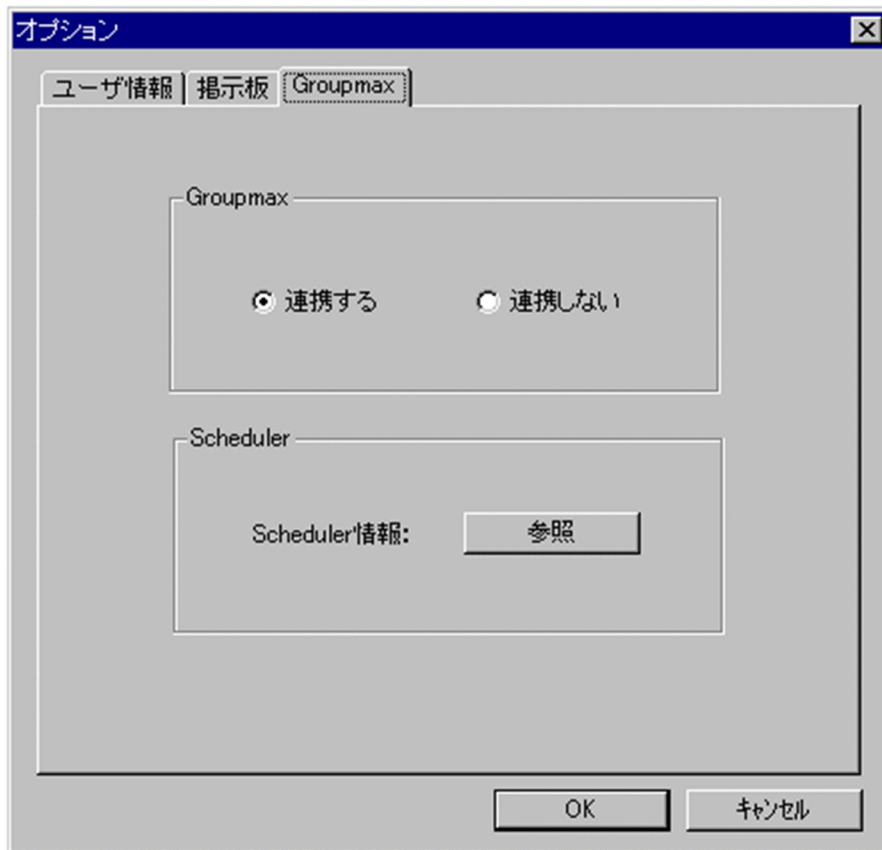 オプション
ユーザ情報 掲示板 Groupmax
Groupmax
連携する 連携しない
Scheduler
Scheduler情報: 参照
OK キャンセル